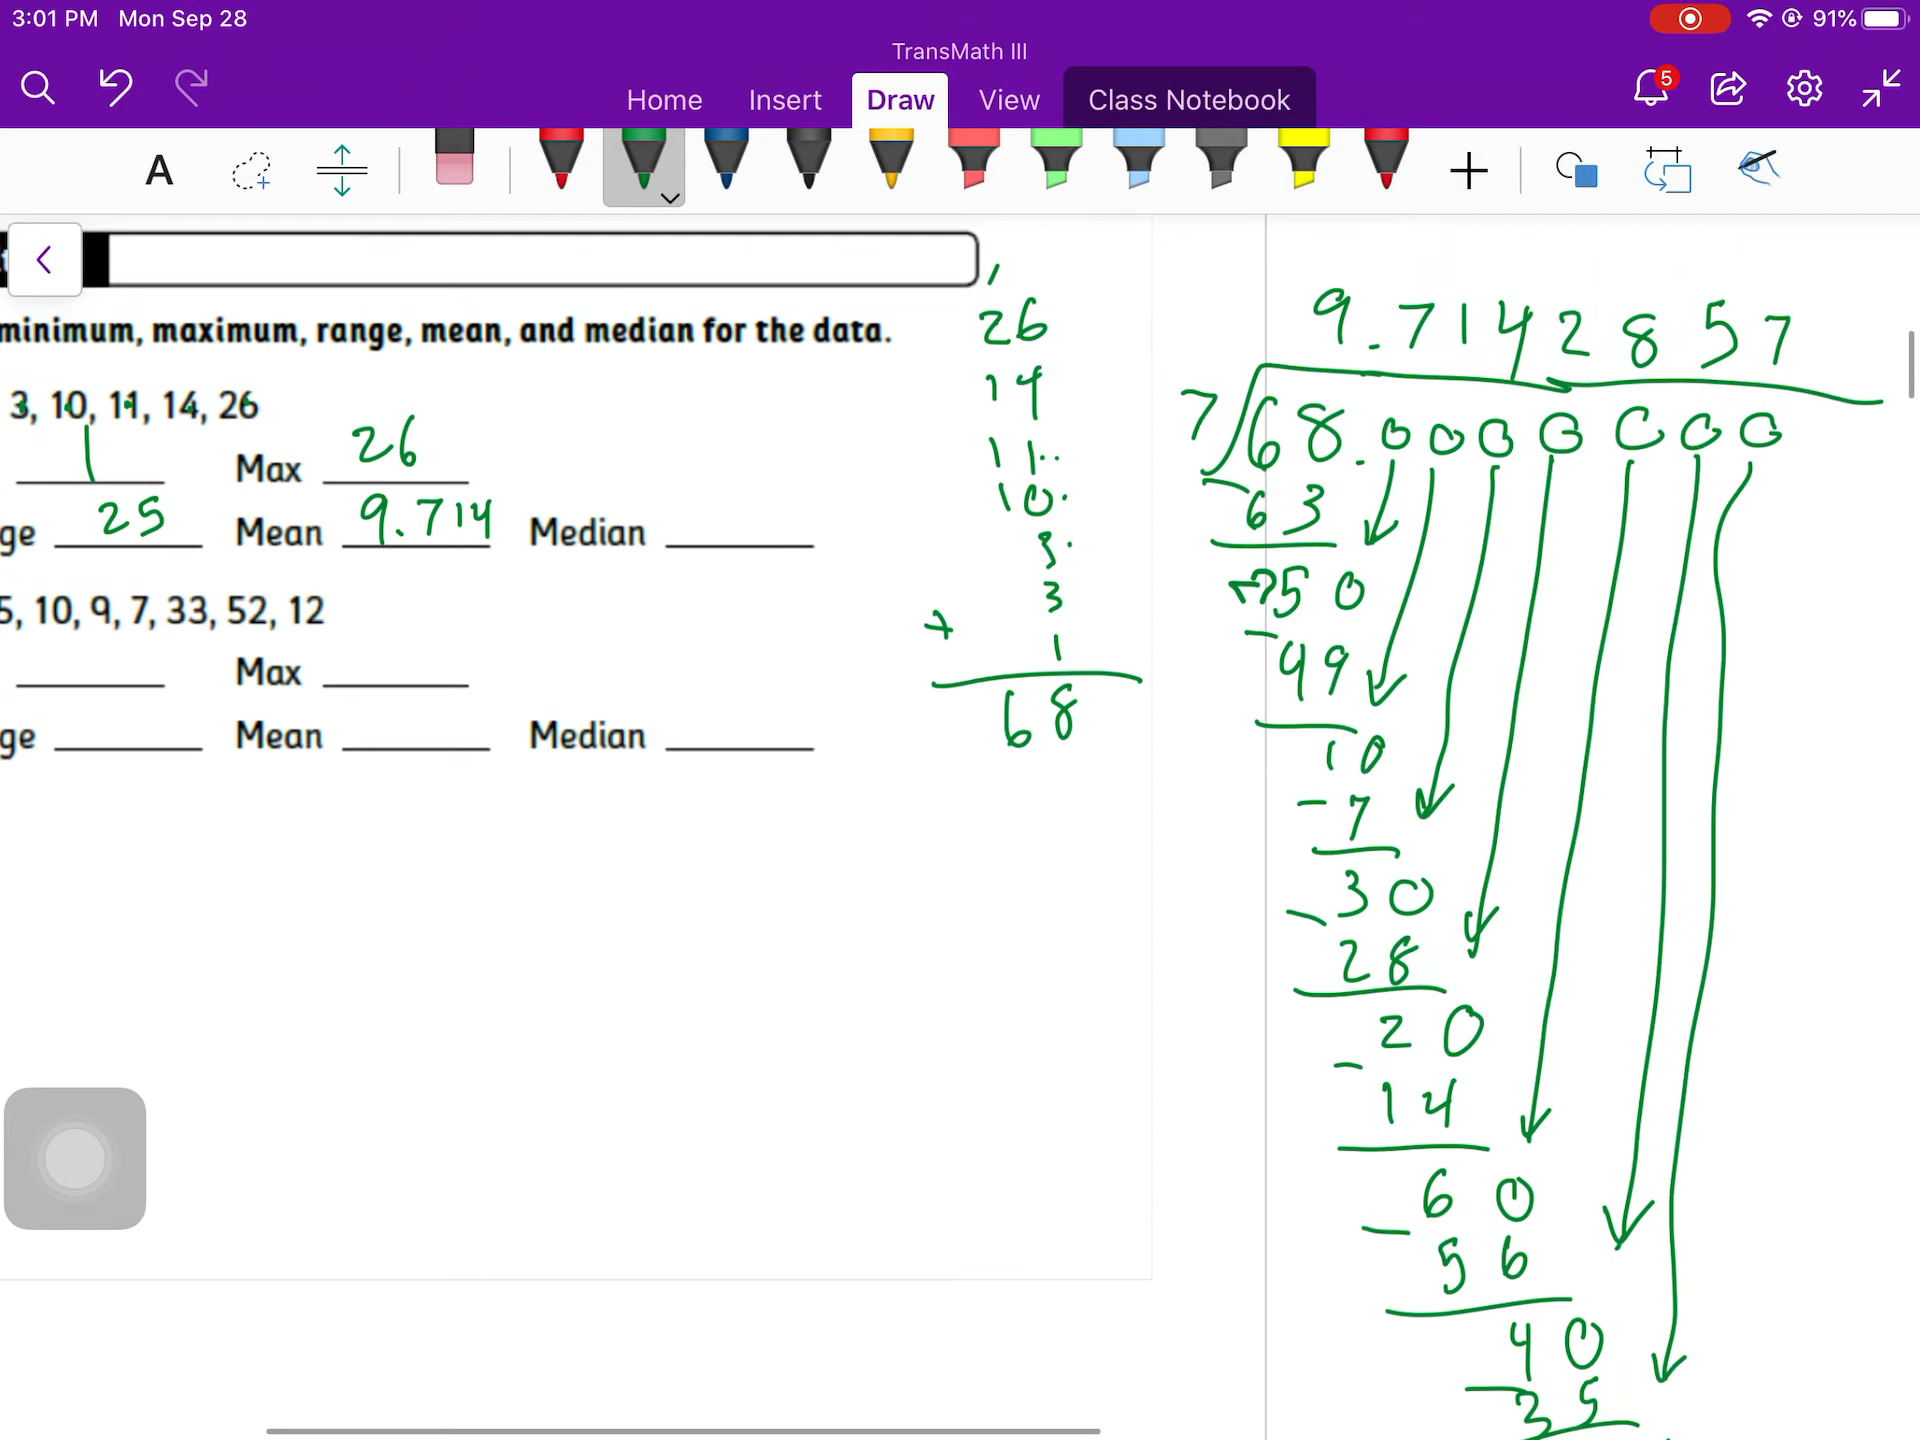 3:01 PM Mon Sep 28
91%
TransMath III
5
Home Insert Draw View Class Notebook
A
minimum, maximum, range, mean, and median for the data.
3, 10, 11, 14, 26
1 Max 26
ge 25 Mean 9.714 Median
5, 10, 9, 7, 33, 52, 12
Max
ge Mean Median
1
26
14
11
10
3
3
+ 1
68
9.7142857
7 68.0000000
- 63
50
- 49
10
- 7
30
- 28
20
- 14
60
- 56
40
- 35